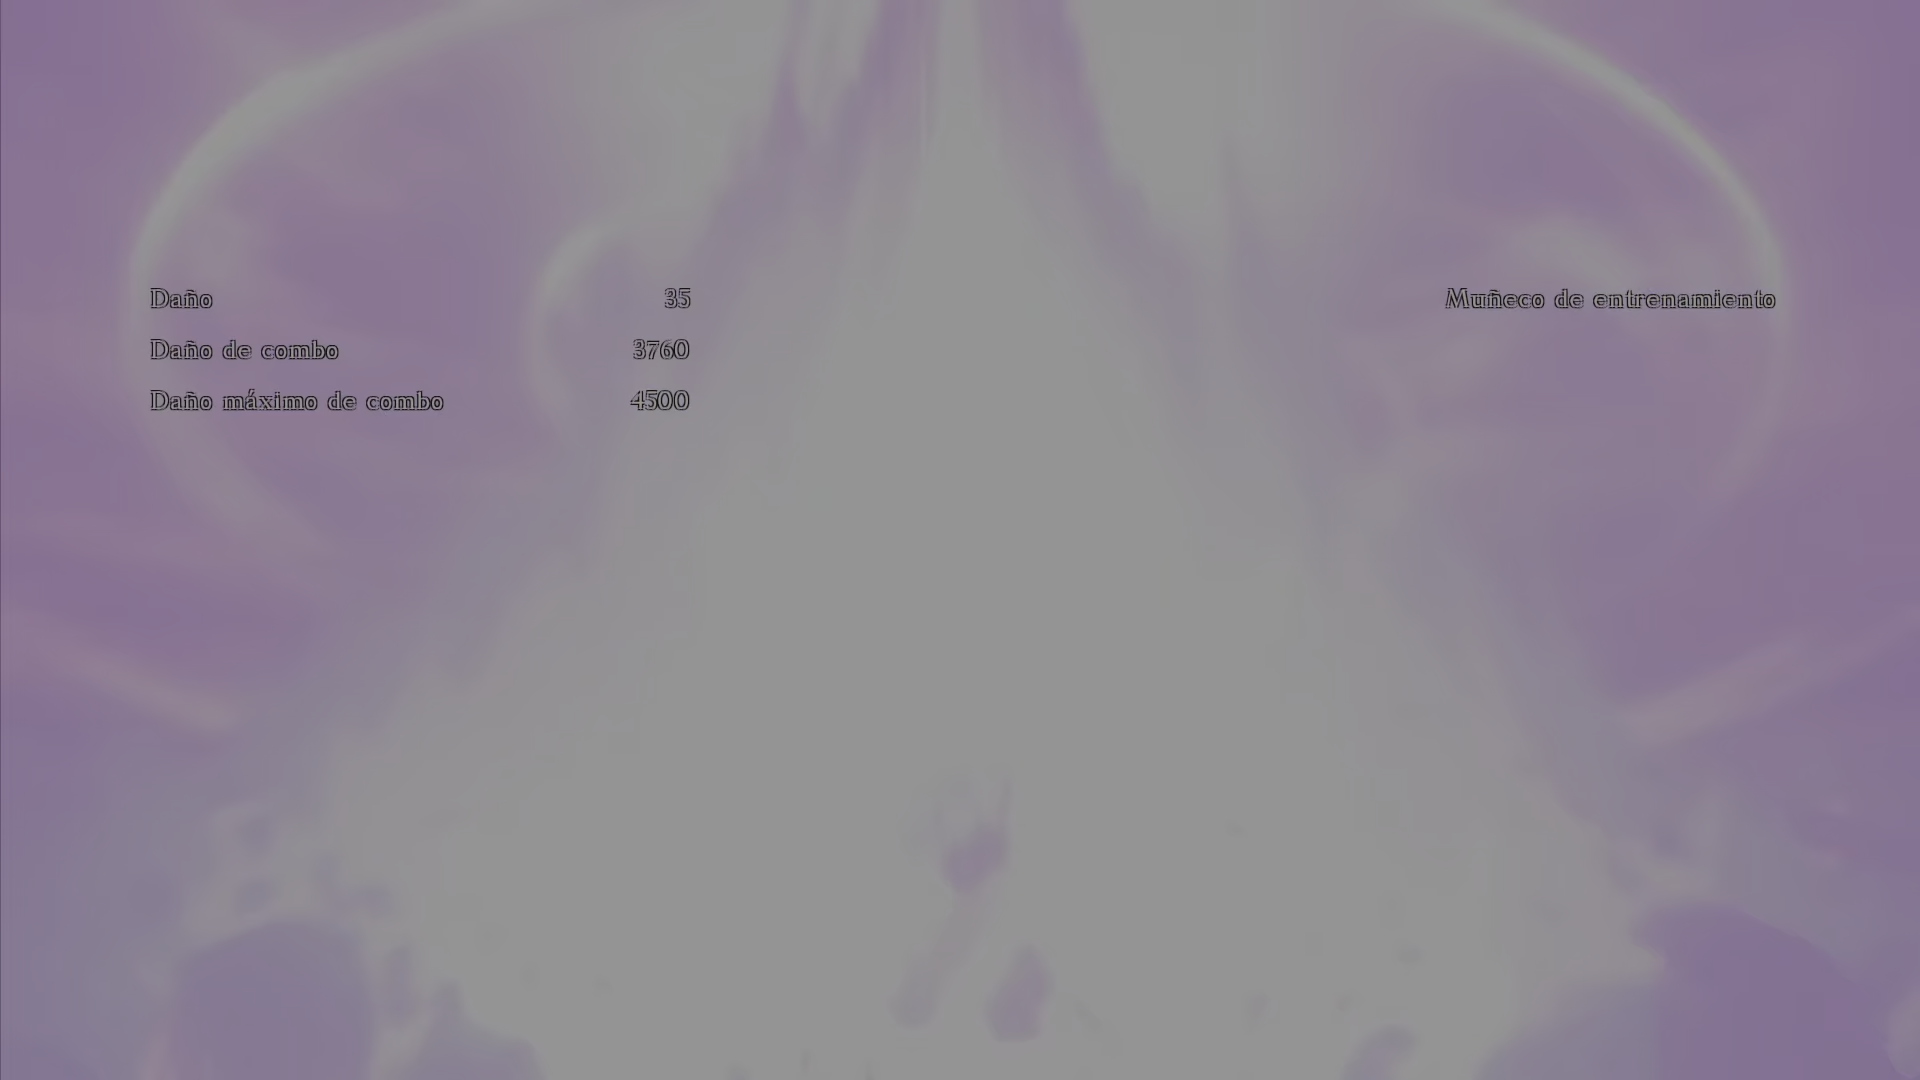 Daño 35 Muñeco de entrenamiento
Daño de combo 3760
Daño máximo de combo 4500